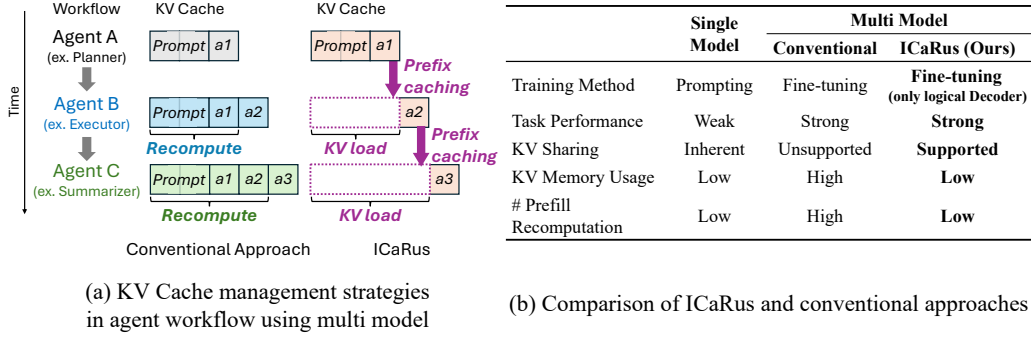 Workflow
KV Cache
KV Cache
Time
Agent A
(ex. Planner)
Prompt a1
Prompt a1
Prefix
caching
Agent B
(ex. Executor)
Prompt a1 a2
a2
Recompute
KV load
Prefix
caching
Agent C
(ex. Summarizer)
Prompt a1 a2 a3
a3
Recompute
KV load
Conventional Approach
ICaRus
(a) KV Cache management strategies
in agent workflow using multi model
Single
Model
Multi Model
Conventional ICaRus (Ours)
Training Method Prompting Fine-tuning Fine-tuning
(only logical Decoder)
Task Performance Weak Strong Strong
KV Sharing Inherent Unsupported Supported
KV Memory Usage Low High Low
# Prefill
Recomputation Low High Low
(b) Comparison of ICaRus and conventional approaches